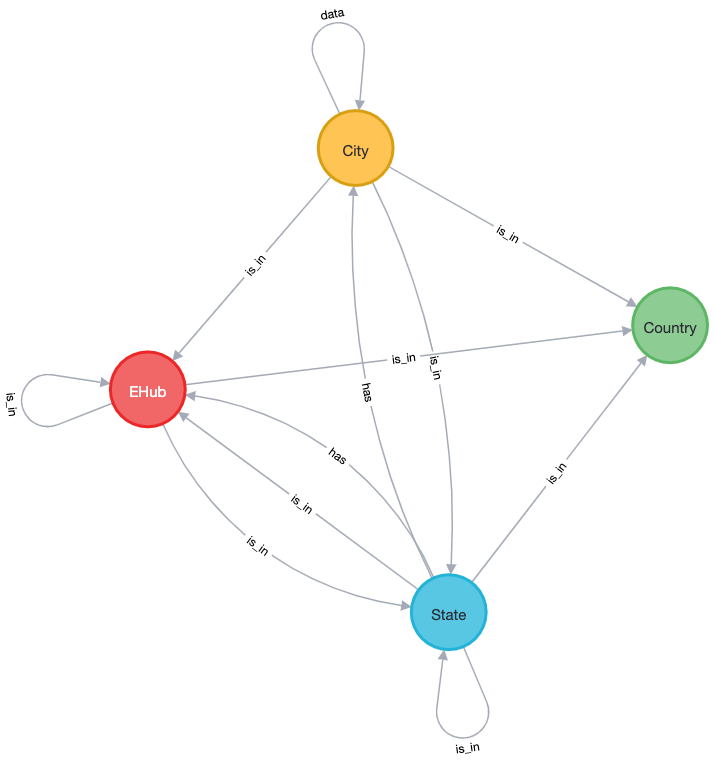 data
City
is_in
is_in
Country
is_in
is_in
has
EHub
is_in
has
is_in
is_in
is_in
State
is_in